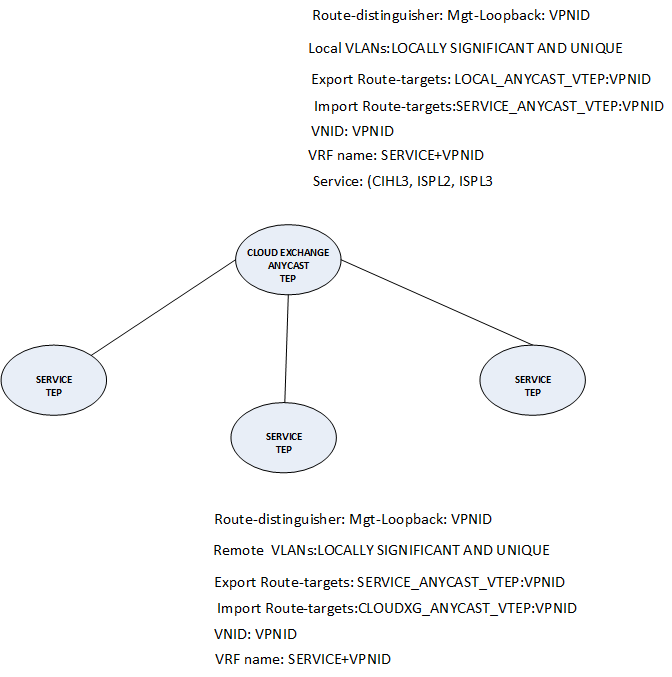 Route-distinguisher: Mgt-Loopback: VPNID
Local VLANs:LOCALLY SIGNIFICANT AND UNIQUE
Export Route-targets: LOCAL_ANYCAST_VTEP:VPNID
Import Route-targets:SERVICE_ANYCAST_VTEP:VPNID
VNID: VPNID
VRF name: SERVICE+VPNID
Service: (CIHL3, ISPL2, ISPL3
CLOUD EXCHANGE
ANYCAST
TEP
SERVICE
TEP
SERVICE
TEP
SERVICE
TEP
Route-distinguisher: Mgt-Loopback: VPNID
Remote  VLANs:LOCALLY SIGNIFICANT AND UNIQUE
Export Route-targets: SERVICE_ANYCAST_VTEP:VPNID
Import Route-targets:CLOUDXG_ANYCAST_VTEP:VPNID
VNID: VPNID
VRF name: SERVICE+VPNID